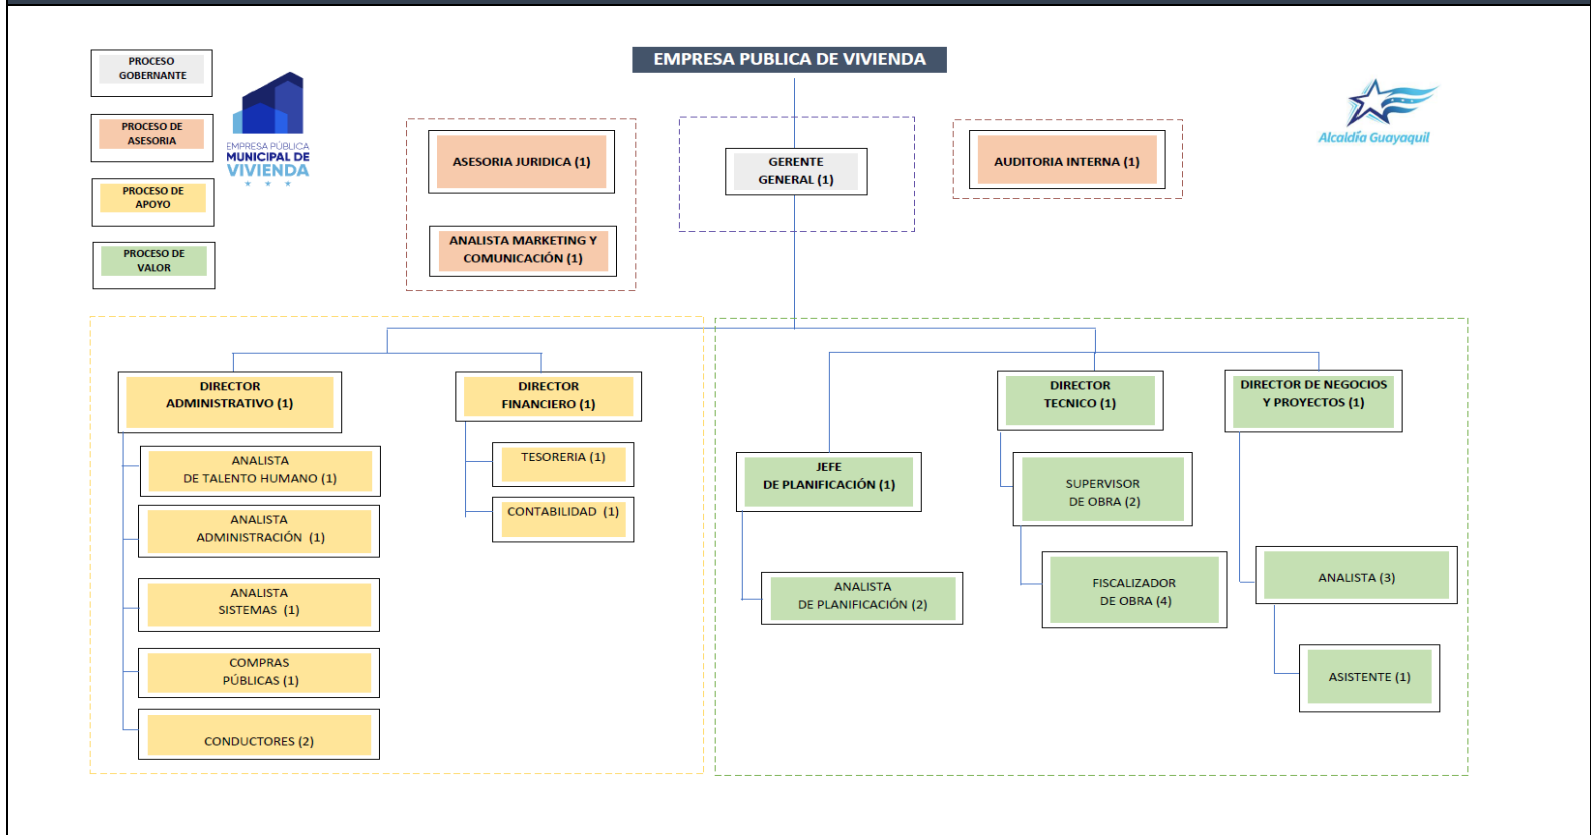 EMPRESA PUBLICA DE VIVIENDA
PROCESO
GOBERNANTE
PROCESO DE
ASESORIA
PROCESO DE
APOYO
PROCESO DE
VALOR
EMPRESA PÚBLICA
MUNICIPAL DE
VIVIENDA
Alcaldía Guayaquil
ASESORIA JURIDICA (1)
ANALISTA MARKETING Y
COMUNICACIÓN (1)
GERENTE
GENERAL (1)
AUDITORIA INTERNA (1)
DIRECTOR
ADMINISTRATIVO (1)
ANALISTA
DE TALENTO HUMANO (1)
ANALISTA
ADMINISTRACIÓN (1)
ANALISTA
SISTEMAS (1)
COMPRAS
PÚBLICAS (1)
CONDUCTORES (2)
DIRECTOR
FINANCIERO (1)
TESORERIA (1)
CONTABILIDAD (1)
JEFE
DE PLANIFICACIÓN (1)
ANALISTA
DE PLANIFICACIÓN (2)
DIRECTOR
TECNICO (1)
SUPERVISOR
DE OBRA (2)
FISCALIZADOR
DE OBRA (4)
DIRECTOR DE NEGOCIOS
Y PROYECTOS (1)
ANALISTA (3)
ASISTENTE (1)